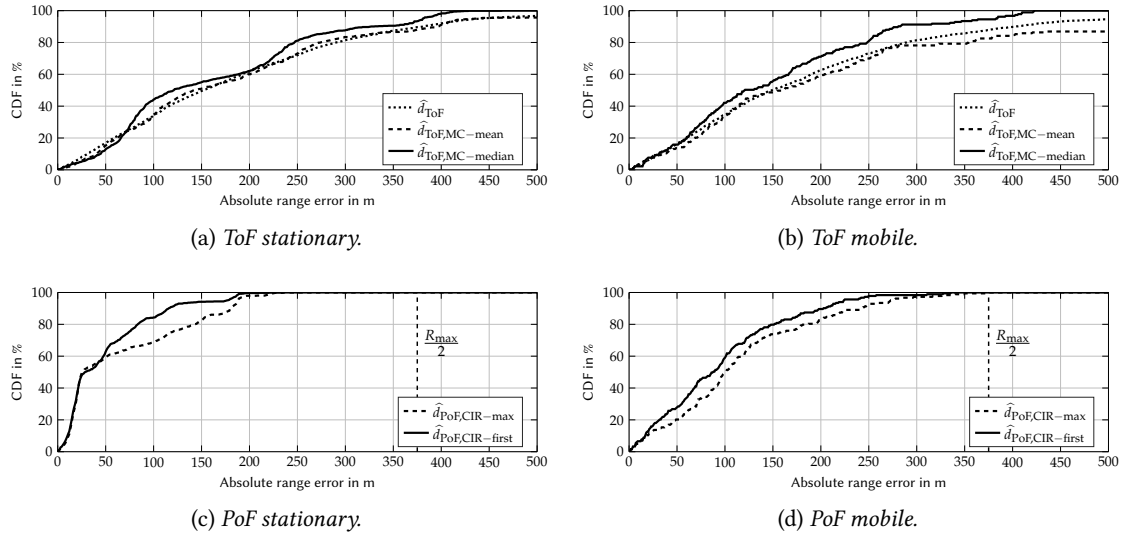 CDF in %
100
80
60
40
20
0
d̂ToF
d̂ToF,MC−mean
d̂ToF,MC−median
0 50 100 150 200 250 300 350 400 450 500
Absolute range error in m
(a) ToF stationary.
CDF in %
100
80
60
40
20
0
d̂ToF
d̂ToF,MC−mean
d̂ToF,MC−median
0 50 100 150 200 250 300 350 400 450 500
Absolute range error in m
(b) ToF mobile.
CDF in %
100
80
60
40
20
0
Rmax
2
d̂PoF,CIR−max
d̂PoF,CIR−first
0 50 100 150 200 250 300 350 400 450 500
Absolute range error in m
(c) PoF stationary.
CDF in %
100
80
60
40
20
0
Rmax
2
d̂PoF,CIR−max
d̂PoF,CIR−first
0 50 100 150 200 250 300 350 400 450 500
Absolute range error in m
(d) PoF mobile.